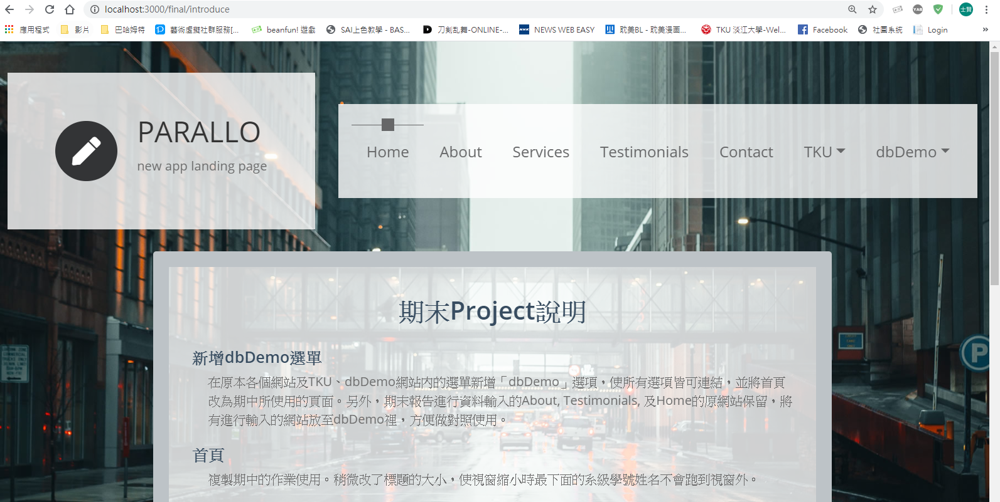 localhost:3000/final/introduce
YAB
士賢
應用程式
影片
巴哈姆特
藝術虛擬社群服務[...
beanfun! 遊戲
SAI上色教學 - BAS...
刀剣乱舞-ONLINE-...
NEWS WEB EASY
耽美BL - 耽美漫画...
TKU 淡江大學-Wel...
Facebook
社團系統
Login
»
PARALLO
new app landing page
Home
About
Services
Testimonials
Contact
TKU
dbDemo
期末Project說明
新增dbDemo選單
在原本各個網站及TKU、dbDemo網站內的選單新增「dbDemo」選項，使所有選項皆可連結，並將首頁
改為期中所使用的頁面。另外，期末報告進行資料輸入的About, Testimonials, 及Home的原網站保留，將
有進行輸入的網站放至dbDemo裡，方便做對照使用。
首頁
複製期中的作業使用。稍微改了標題的大小，使視窗縮小時最下面的系級學號姓名不會跑到視窗外。
P